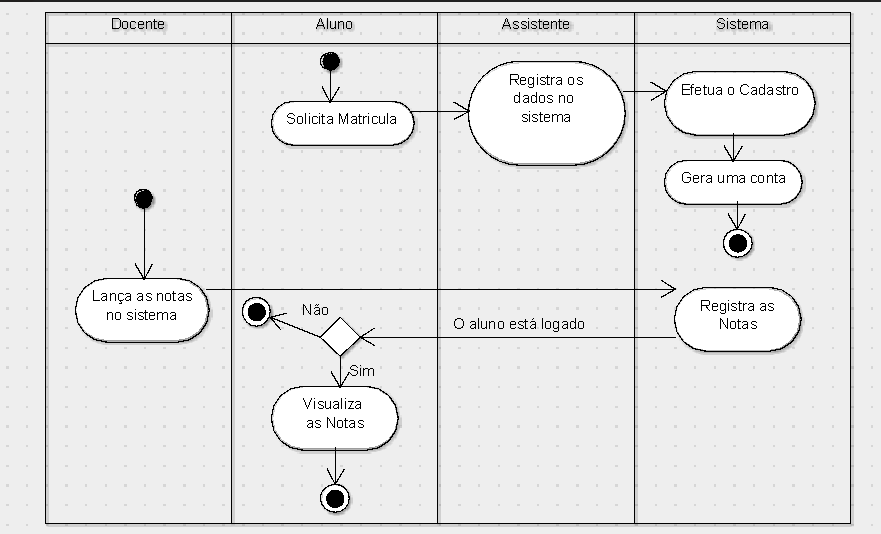 Docente
Aluno
Assistente
Sistema
Solicita Matricula
Registra os
dados no
sistema
Efetua o Cadastro
Gera uma conta
Lança as notas
no sistema
Registra as
Notas
O aluno está logado
Não
Sim
Visualiza
as Notas